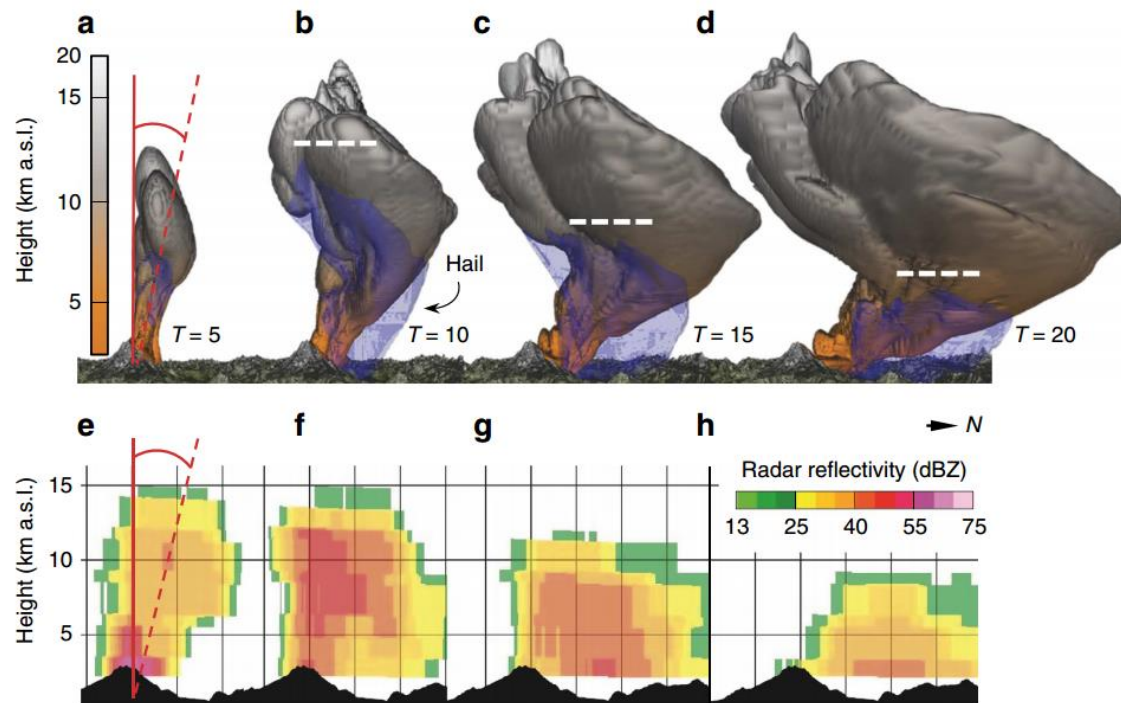 a
b
c
d
Height (km a.s.l.)
20
15
10
5
T = 5
Hail
T = 10
T = 15
T = 20
e
f
g
h
N
Height (km a.s.l.)
15
10
5
Radar reflectivity (dBZ)
13 25 40 55 75